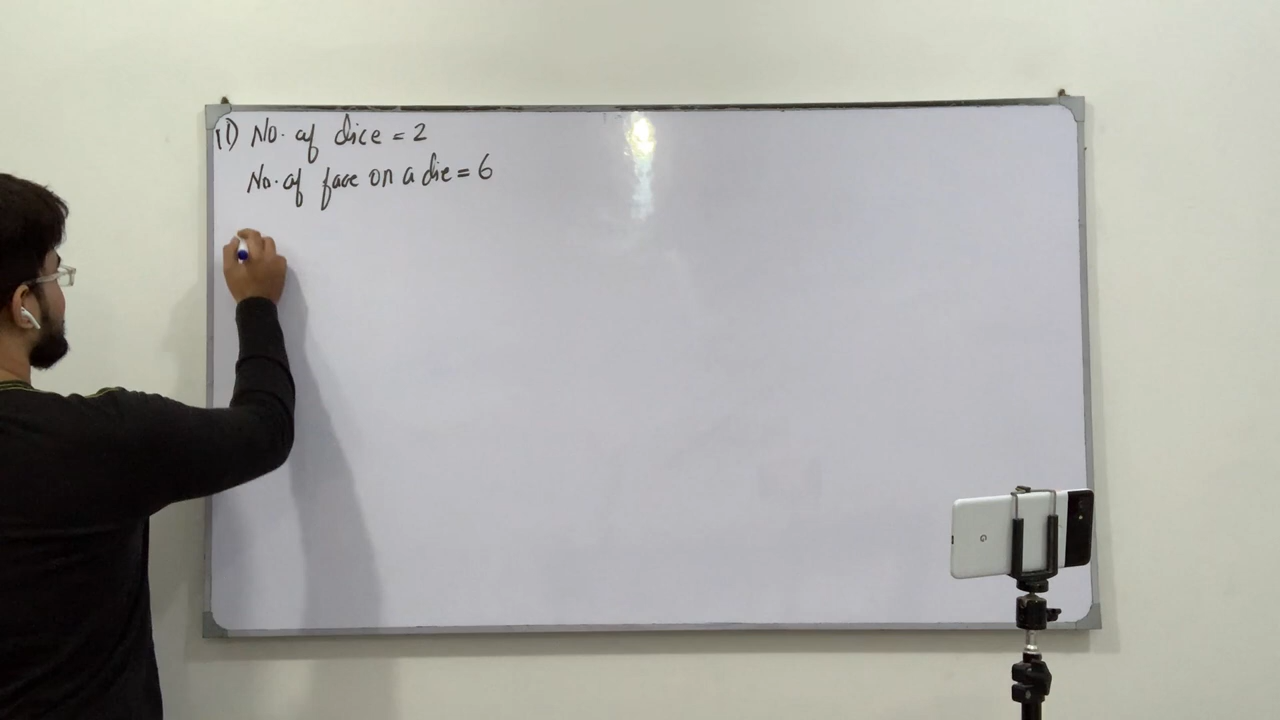 (1) No. of dice = 2
No. of face on a die = 6
G